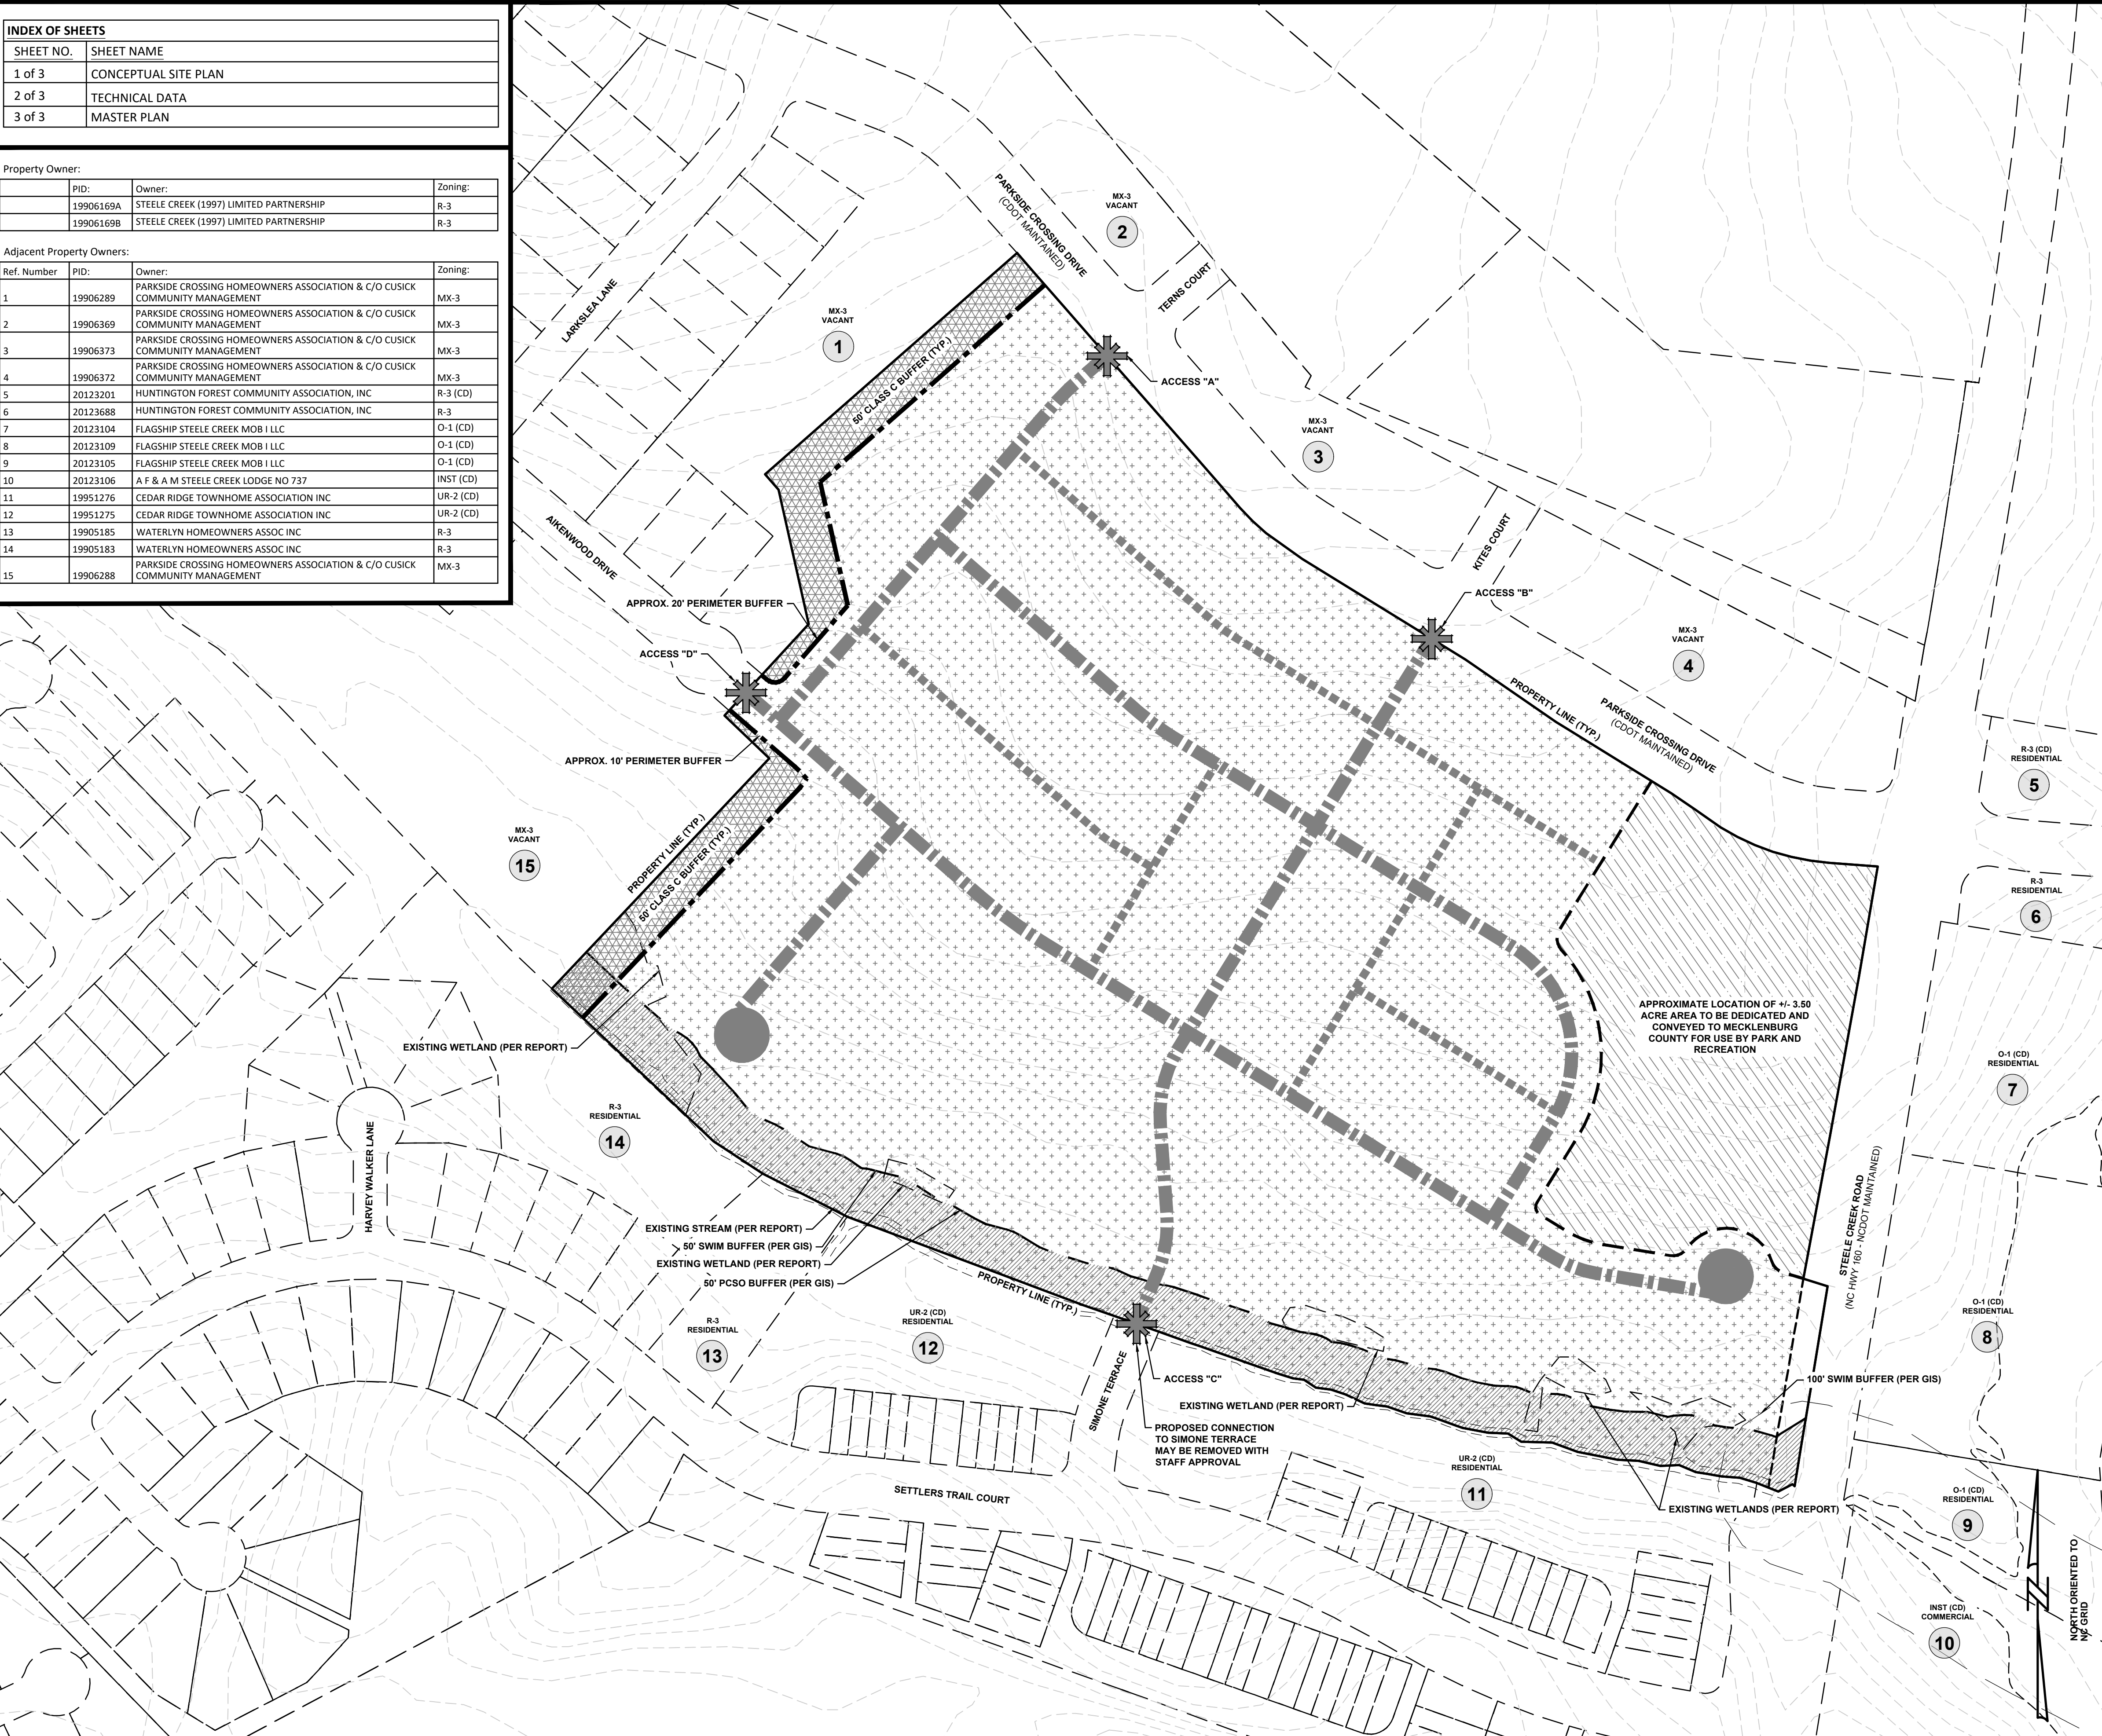 INDEX OF SHEETS
SHEET NO. SHEET NAME
1 of 3 CONCEPTUAL SITE PLAN
2 of 3 TECHNICAL DATA
3 of 3 MASTER PLAN
Property Owner:
PID: Owner: Zoning:
19906169A STEELE CREEK (1997) LIMITED PARTNERSHIP R-3
19906169B STEELE CREEK (1997) LIMITED PARTNERSHIP R-3
Adjacent Property Owners:
Ref. Number PID: Owner: Zoning:
1 19906289 PARKSIDE CROSSING HOMEOWNERS ASSOCIATION & C/O CUSICK
COMMUNITY MANAGEMENT MX-3
2 19906369 PARKSIDE CROSSING HOMEOWNERS ASSOCIATION & C/O CUSICK
COMMUNITY MANAGEMENT MX-3
3 19906373 PARKSIDE CROSSING HOMEOWNERS ASSOCIATION & C/O CUSICK
COMMUNITY MANAGEMENT MX-3
4 19906372 PARKSIDE CROSSING HOMEOWNERS ASSOCIATION & C/O CUSICK
COMMUNITY MANAGEMENT MX-3
5 20123201 HUNTINGTON FOREST COMMUNITY ASSOCIATION, INC R-3 (CD)
6 20123688 HUNTINGTON FOREST COMMUNITY ASSOCIATION, INC R-3
7 20123104 FLAGSHIP STEELE CREEK MOB I LLC O-1 (CD)
8 20123109 FLAGSHIP STEELE CREEK MOB I LLC O-1 (CD)
9 20123105 FLAGSHIP STEELE CREEK MOB I LLC O-1 (CD)
10 20123106 A F & A M STEELE CREEK LODGE NO 737 INST (CD)
11 19951276 CEDAR RIDGE TOWNHOME ASSOCIATION INC UR-2 (CD)
12 19951275 CEDAR RIDGE TOWNHOME ASSOCIATION INC UR-2 (CD)
13 19905185 WATERLYN HOMEOWNERS ASSOC INC R-3
14 19905183 WATERLYN HOMEOWNERS ASSOC INC R-3
15 19906288 PARKSIDE CROSSING HOMEOWNERS ASSOCIATION & C/O CUSICK
COMMUNITY MANAGEMENT MX-3
PARKSIDE CROSSING DRIVE
(CDOT MAINTAINED)
MX-3
VACANT
2
TERNS COURT
LARKSLEA LANE
MX-3
VACANT
1
50' CLASS C BUFFER (TYP.)
ACCESS "A"
MX-3
VACANT
3
KITES COURT
AIKENWOOD DRIVE
ACCESS "B"
APPROX. 20' PERIMETER BUFFER
ACCESS "D"
MX-3
VACANT
4
PROPERTY LINE (TYP.)
PARKSIDE CROSSING DRIVE
(CDOT MAINTAINED)
APPROX. 10' PERIMETER BUFFER
R-3 (CD)
RESIDENTIAL
5
MX-3
VACANT
15
PROPERTY LINE (TYP.)
50' CLASS C BUFFER (TYP.)
R-3
RESIDENTIAL
6
APPROXIMATE LOCATION OF +/- 3.50
ACRE AREA TO BE DEDICATED AND
CONVEYED TO MECKLENBURG
COUNTY FOR USE BY PARK AND
RECREATION
EXISTING WETLAND (PER REPORT)
O-1 (CD)
RESIDENTIAL
7
R-3
RESIDENTIAL
14
HARVEY WALKER LANE
STEELE CREEK ROAD
(NC HWY 160 - NCDOT MAINTAINED)
EXISTING STREAM (PER REPORT)
50' SWIM BUFFER (PER GIS)
EXISTING WETLAND (PER REPORT)
50' PCSO BUFFER (PER GIS)
PROPERTY LINE (TYP.)
O-1 (CD)
RESIDENTIAL
8
UR-2 (CD)
RESIDENTIAL
12
R-3
RESIDENTIAL
13
SIMONE TERRACE
ACCESS "C"
100' SWIM BUFFER (PER GIS)
EXISTING WETLAND (PER REPORT)
PROPOSED CONNECTION
TO SIMONE TERRACE
MAY BE REMOVED WITH
STAFF APPROVAL
UR-2 (CD)
RESIDENTIAL
11
SETTLERS TRAIL COURT
EXISTING WETLANDS (PER REPORT)
O-1 (CD)
RESIDENTIAL
9
INST (CD)
COMMERCIAL
10
NORTH ORIENTED TO
NC GRID